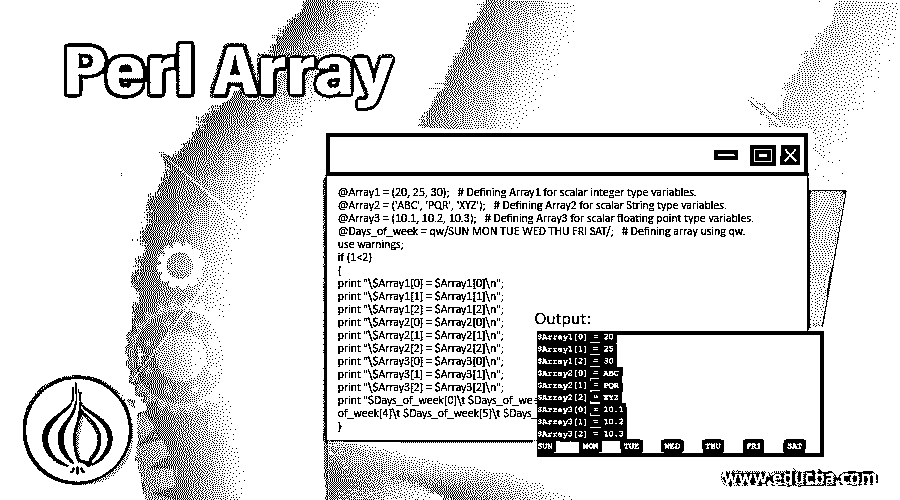 Perl Array
@Array1 = (20, 25, 30);   # Defining Array1 for scalar integer type variables.
@Array2 = ('ABC', 'PQR', 'XYZ');   # Defining Array2 for scalar String type variables.
@Array3 = (10.1, 10.2, 10.3);   # Defining Array3 for scalar floating point type variables.
@Days_of_week = qw/SUN MON TUE WED THU FRI SAT/;   # Defining array using qw.
use warnings;
if (1<2)
{
print "\$Array1[0] = $Array1[0]\n";
print "\$Array1[1] = $Array1[1]\n";
print "\$Array1[2] = $Array1[2]\n";
print "\$Array2[0] = $Array2[0]\n";
print "\$Array2[1] = $Array2[1]\n";
print "\$Array2[2] = $Array2[2]\n";
print "\$Array3[0] = $Array3[0]\n";
print "\$Array3[1] = $Array3[1]\n";
print "\$Array3[2] = $Array3[2]\n";
print "$Days_of_week[0]\t $Days_of_we
of_week[4]\t $Days_of_week[5]\t $Days_
}
Output:
$Array1[0] = 20
$Array1[1] = 25
$Array1[2] = 30
$Array2[0] = ABC
$Array2[1] = PQR
$Array2[2] = XYZ
$Array3[0] = 10.1
$Array3[1] = 10.2
$Array3[2] = 10.3
SUN MON TUE WED THU FRI SAT
www.educba.com